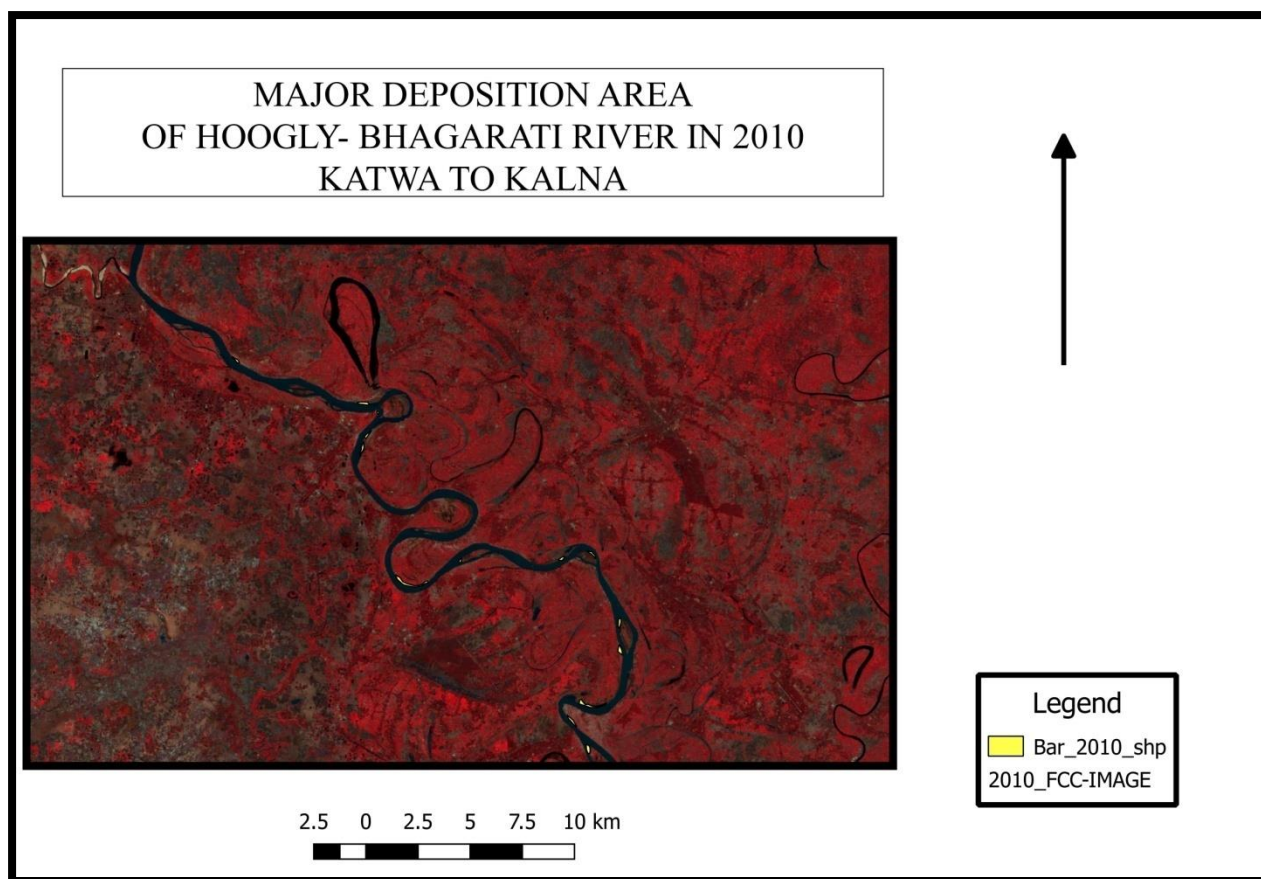 MAJOR DEPOSITION AREA
OF HOOGLY- BHAGARATI RIVER IN 2010
KATWA TO KALNA
Legend
Bar_2010_shp
2010_FCC-IMAGE
2.5 0 2.5 5 7.5 10 km